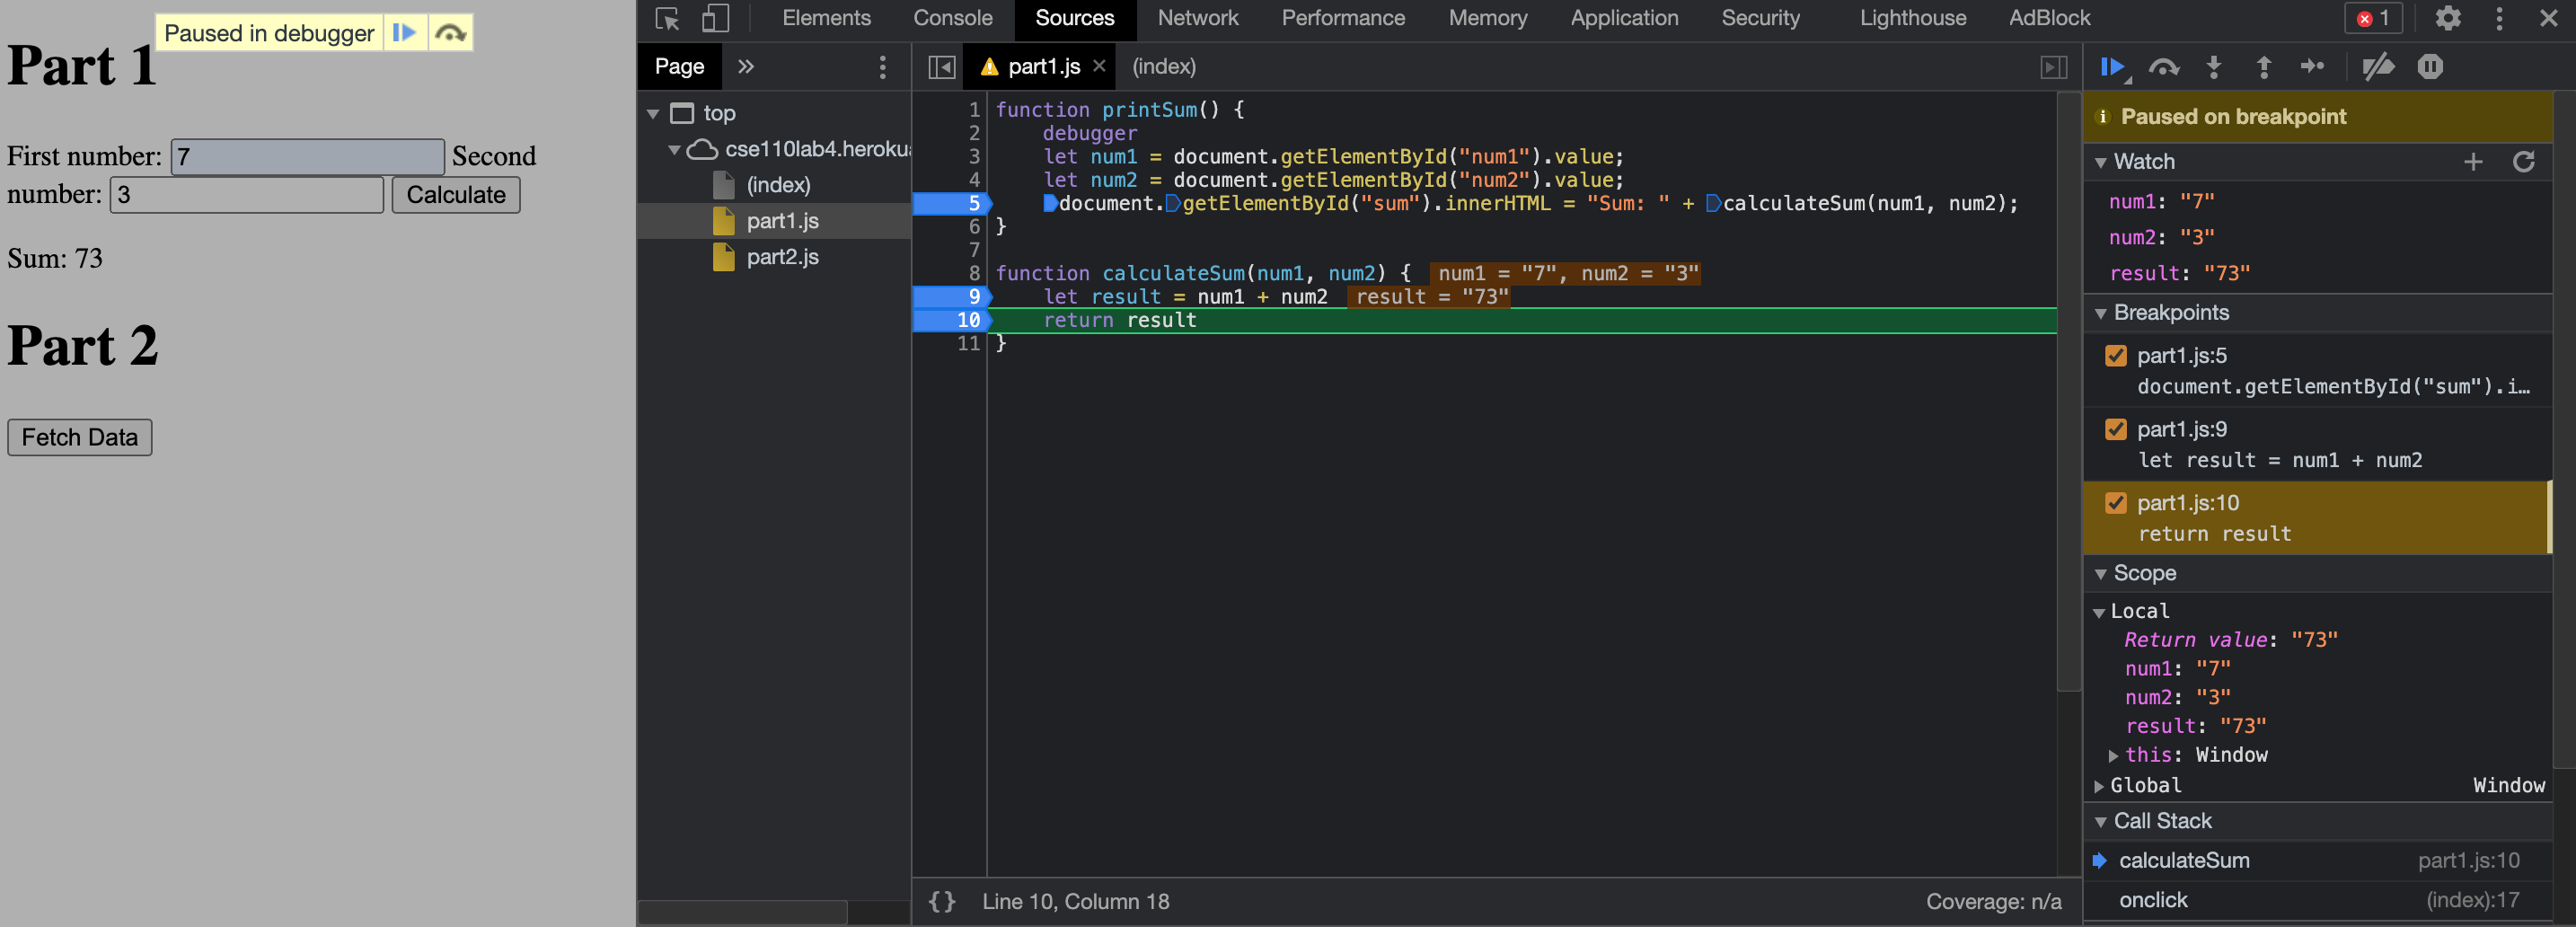 Paused in debugger
Part 1
First number: 7 Second
number: 3 Calculate
Sum: 73
Part 2
Fetch Data
Elements Console Sources Network Performance Memory Application Security Lighthouse AdBlock 1
Page »
top
cse110lab4.heroku
(index)
part1.js
part2.js
part1.js × (index)
1 function printSum() {
2 debugger
3 let num1 = document.getElementById("num1").value;
4 let num2 = document.getElementById("num2").value;
5 document.getElementById("sum").innerHTML = "Sum: " + calculateSum(num1, num2);
6 }
7
8 function calculateSum(num1, num2) { num1 = "7", num2 = "3"
9 let result = num1 + num2 result = "73"
10 return result
11 }
{} Line 10, Column 18 Coverage: n/a
Paused on breakpoint
Watch
num1: "7"
num2: "3"
result: "73"
Breakpoints
part1.js:5
document.getElementById("sum").i…
part1.js:9
let result = num1 + num2
part1.js:10
return result
Scope
Local
Return value: "73"
num1: "7"
num2: "3"
result: "73"
this: Window
Global Window
Call Stack
calculateSum part1.js:10
onclick (index):17